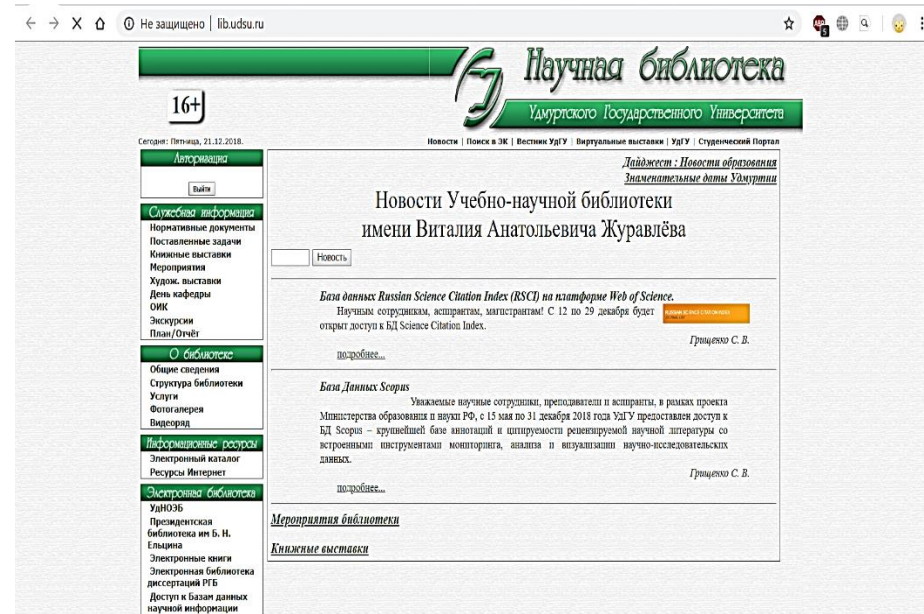 Не защищено | lib.udsu.ru
ABP
5
Научная библиотека
Удмуртского Государственного Университета
16+
Сегодня: Пятница, 21.12.2018.
Новости | Поиск в ЭК | Вестник УдГУ | Виртуальные выставки | УдГУ | Студенческий Портал
Авторизация
Выйти
Служебная информация
Нормативные документы
Поставленные задачи
Книжные выставки
Мероприятия
Худож. выставки
День кафедры
ОИК
Экскурсии
План/Отчёт
О библиотеке
Общие сведения
Структура библиотеки
Услуги
Фотогалерея
Видеоряд
Информационные ресурсы
Электронный каталог
Ресурсы Интернет
Электронная библиотека
УдНОЭБ
Президентская
библиотека им Б. Н.
Ельцина
Электронные книги
Электронная библиотека
диссертаций РГБ
Доступ к Базам данных
научной информации
Дайджест : Новости образования
Знаменательные даты Удмуртии
Новости Учебно-научной библиотеки
имени Виталия Анатольевича Журавлёва
Новость
База данных Russian Science Citation Index (RSCI) на платформе Web of Science.
Научным сотрудникам, аспирантам, магистрантам! С 12 по 29 декабря будет
открыт доступ к БД Science Citation Index.
RUSSIAN SCIENCE CITATION INDEX
Грищенко С. В.
подробнее...
База Данных Scopus
Уважаемые научные сотрудники, преподаватели и аспиранты, в рамках проекта
Министерства образования и науки РФ, с 15 мая по 31 декабря 2018 года УдГУ предоставлен доступ к
БД Scopus – крупнейшей базе аннотаций и цитируемости рецензируемой научной литературы со
встроенными инструментами мониторинга, анализа и визуализации научно-исследовательских
данных.
Грищенко С. В.
подробнее...
Мероприятия библиотеки
Книжные выставки